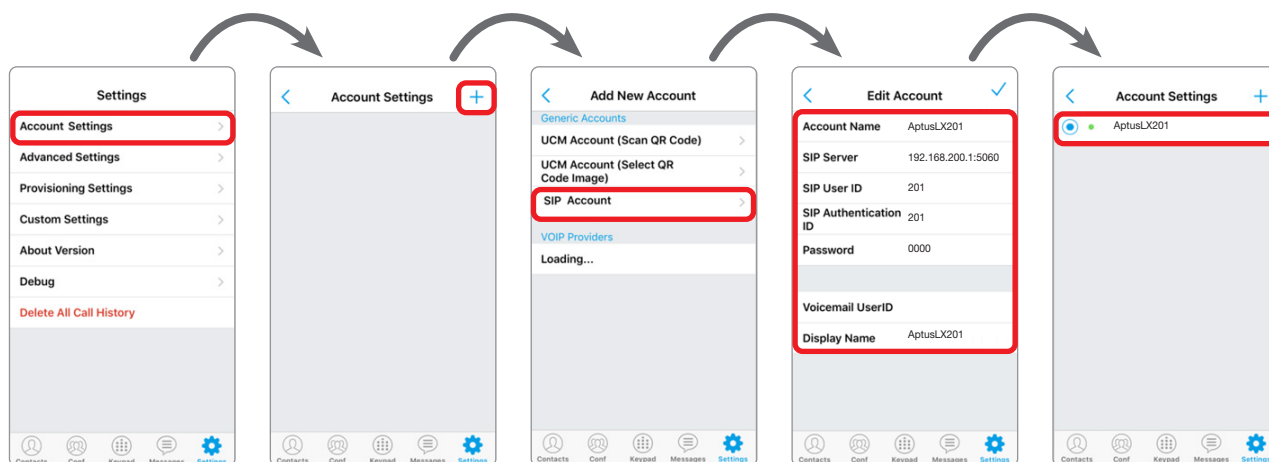 Settings
Account Settings
Advanced Settings
Provisioning Settings
Custom Settings
About Version
Debug
Delete All Call History
Contacts Conf Keypad Messages Settings
Account Settings
Contacts Conf Keypad Messages Settings
Add New Account
Generic Accounts
UCM Account (Scan QR Code)
UCM Account (Select QR
Code Image)
SIP Account
VOIP Providers
Loading...
Contacts Conf Keypad Messages Settings
Edit Account
Account Name AptusLX201
SIP Server 192.168.200.1:5060
SIP User ID 201
SIP Authentication
ID 201
Password 0000
Voicemail UserID
Display Name AptusLX201
Contacts Conf Keypad Messages Settings
Account Settings
AptusLX201
Contacts Conf Keypad Messages Settings